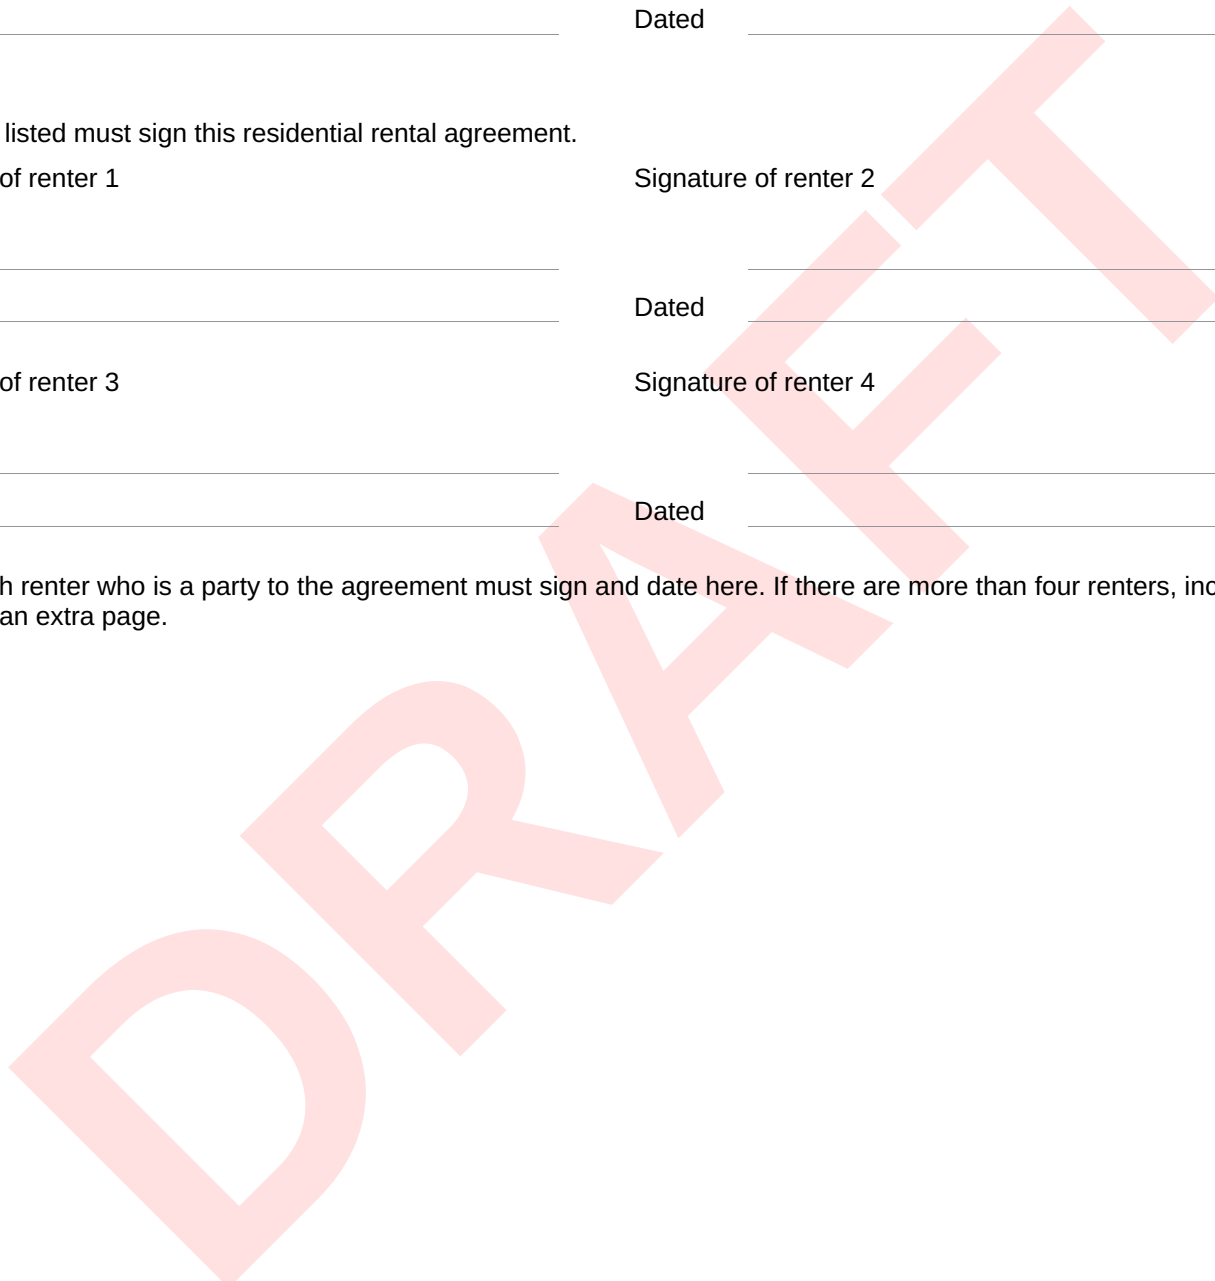 Dated
listed must sign this residential rental agreement.
of renter 1
Signature of renter 2
Dated
of renter 3
Signature of renter 4
Dated
renter who is a party to the agreement must sign and date here. If there are more than four renters,
an extra page.
DRAFT